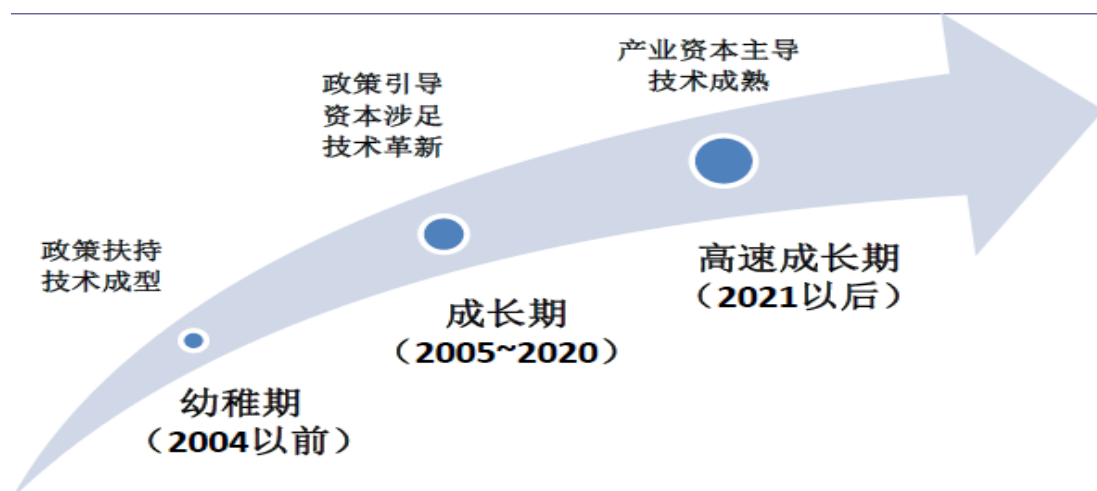 政策扶持
技术成型
幼稚期
（2004以前）
政策引导
资本涉足
技术革新
成长期
（2005~2020）
产业资本主导
技术成熟
高速成长期
（2021以后）